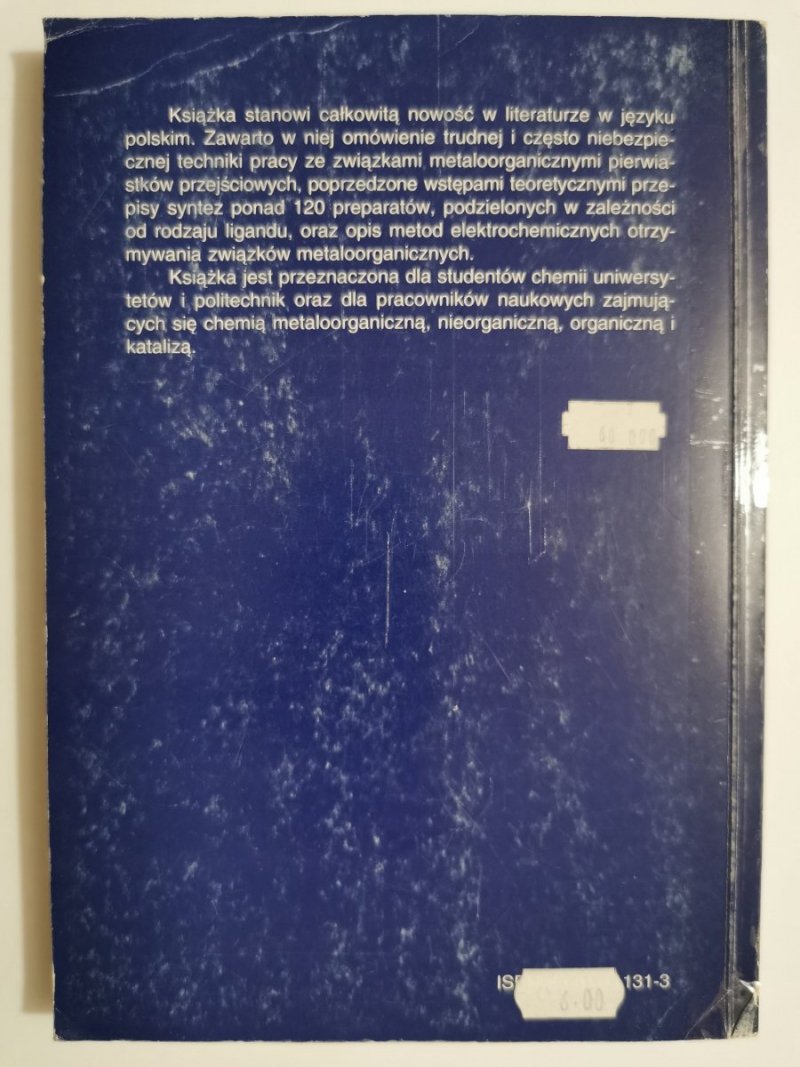 Książka stanowi całkowitą nowość w literaturze w języku
polskim. Zawarto w niej omówienie trudnej i często niebezpie-
cznej techniki pracy ze związkami metaloorganicznymi pierwia-
stków przejściowych, poprzedzone wstępami teoretycznymi prze-
pisy syntez ponad 120 preparatów, podzielonych w zależności
od rodzaju ligandu, oraz opis metod elektrochemicznych otrzy-
mywania związków metaloorganicznych.
Książka jest przeznaczona dla studentów chemii uniwersy-
tetów i politechnik oraz dla pracowników naukowych zajmują-
cych się chemią metaloorganiczną, nieorganiczną, organiczną i
katalizą.
131-3